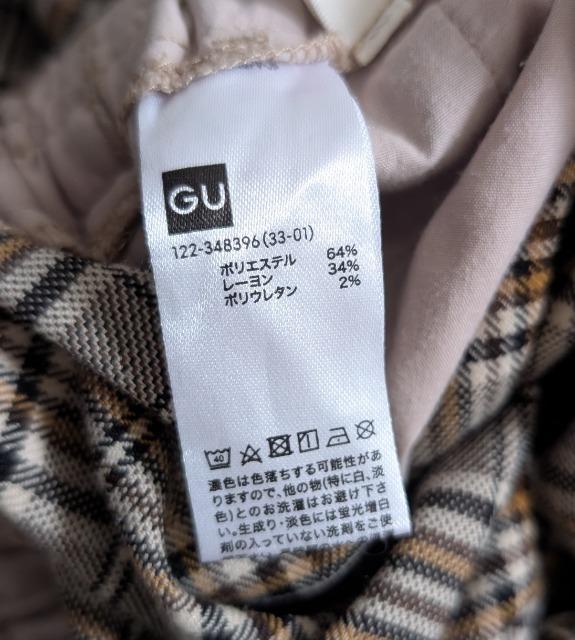 GU
122-348396(33-01)
ポリエステル 64%
レーヨン 34%
ポリウレタン 2%
40
濃色は色落ちする可能性があ
りますので、他の物(特に白、淡
色)とのお洗濯はお避け下さ
い。生成り・淡色には蛍光増白
剤の入っていない洗剤をご使